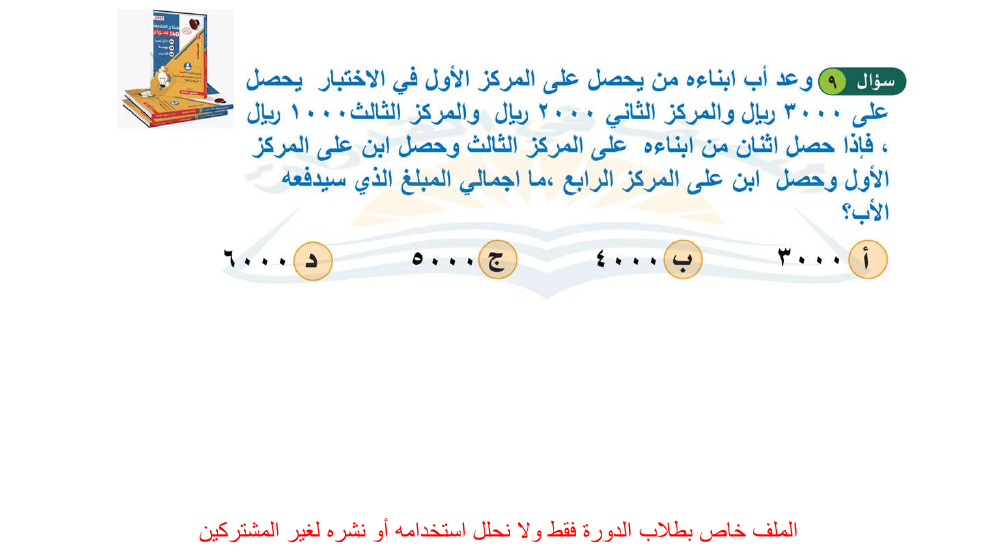 سؤال ٩ وعد أب ابناءه من يحصل على المركز الأول في الاختبار يحصل
على ٣٠٠٠ ريال والمركز الثاني ٢٠٠٠ ريال والمركز الثالث١٠٠٠ ريال
، فإذا حصل اثنان من ابناءه على المركز الثالث وحصل ابن على المركز
الأول وحصل ابن على المركز الرابع ،ما اجمالي المبلغ الذي سيدفعه
الأب؟
أ ٣٠٠٠ ب ٤٠٠٠ ج ٥٠٠٠ د ٦٠٠٠
الملف خاص بطلاب الدورة فقط ولا نحلل استخدامه أو نشره لغير المشتركين